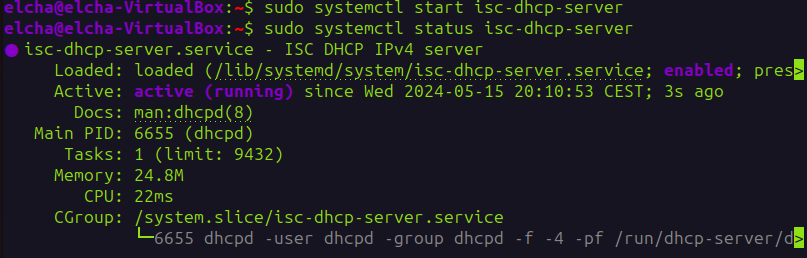 elcha@elcha-VirtualBox:~$ sudo systemctl start isc-dhcp-server
elcha@elcha-VirtualBox:~$ sudo systemctl status isc-dhcp-server
● isc-dhcp-server.service - ISC DHCP IPv4 server
Loaded: loaded (/lib/systemd/system/isc-dhcp-server.service; enabled; pres>
Active: active (running) since Wed 2024-05-15 20:10:53 CEST; 3s ago
Docs: man:dhcpd(8)
Main PID: 6655 (dhcpd)
Tasks: 1 (limit: 9432)
Memory: 24.8M
CPU: 22ms
CGroup: /system.slice/isc-dhcp-server.service
└─6655 dhcpd -user dhcpd -group dhcpd -f -4 -pf /run/dhcp-server/d>